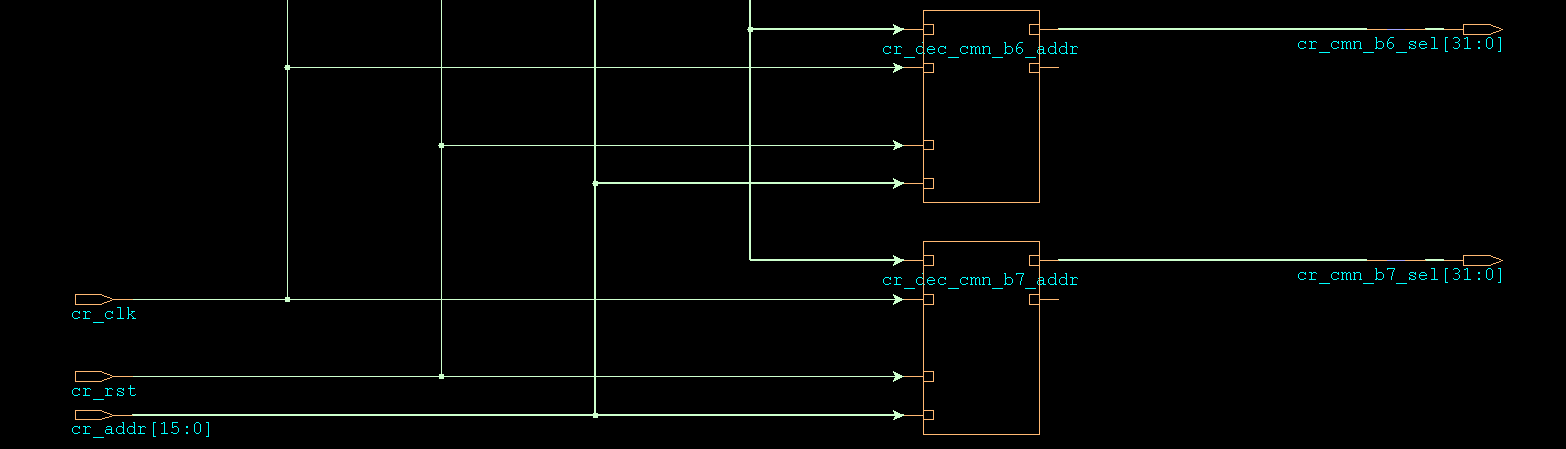 cr_dec_cmn_b6_addr
cr_cmn_b6_sel[31:0]
cr_dec_cmn_b7_addr
cr_cmn_b7_sel[31:0]
cr_clk
cr_rst
cr_addr[15:0]